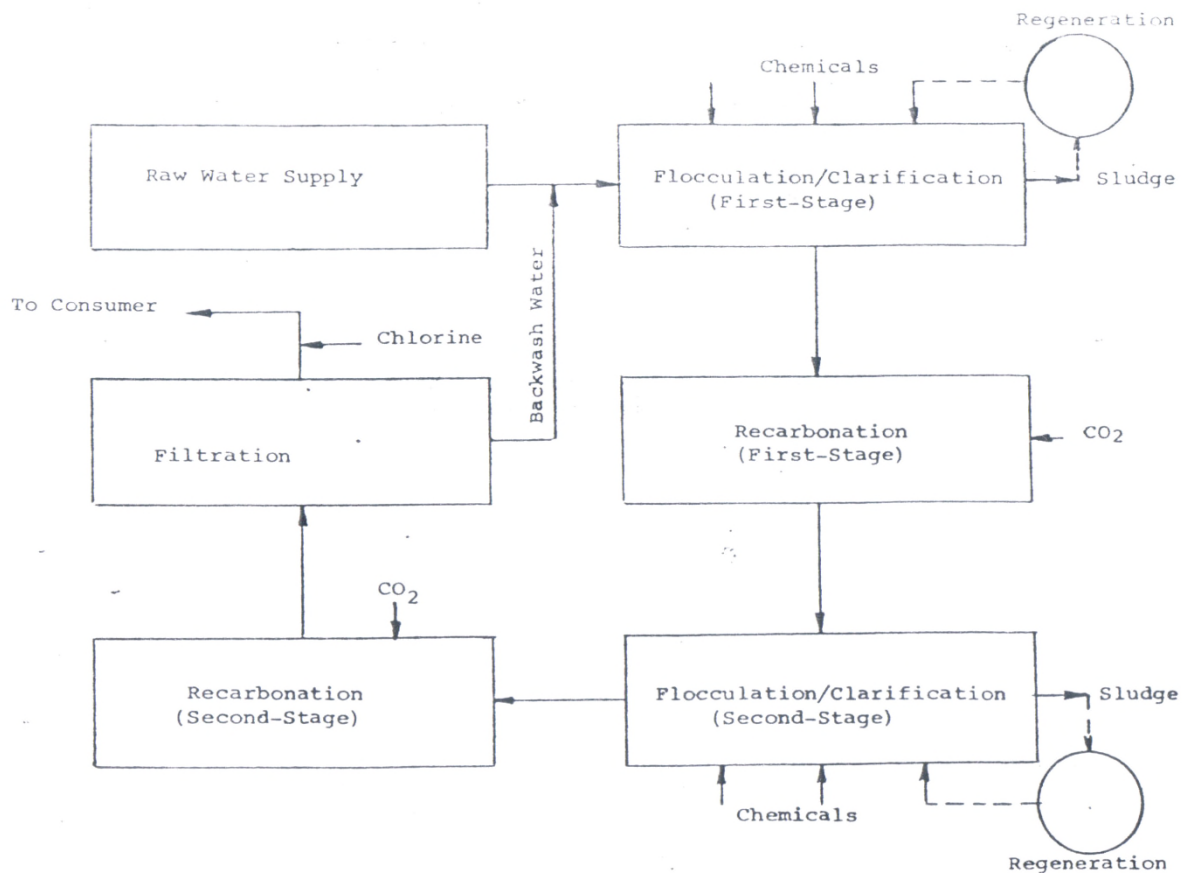 Regeneration
Chemicals
Raw Water Supply
Flocculation/Clarification
(First-Stage)
Sludge
Backwash Water
To Consumer
Chlorine
Filtration
Recarbonation
(First-Stage)
CO2
CO2
Recarbonation
(Second-Stage)
Flocculation/Clarification
(Second-Stage)
Sludge
Chemicals
Regeneration